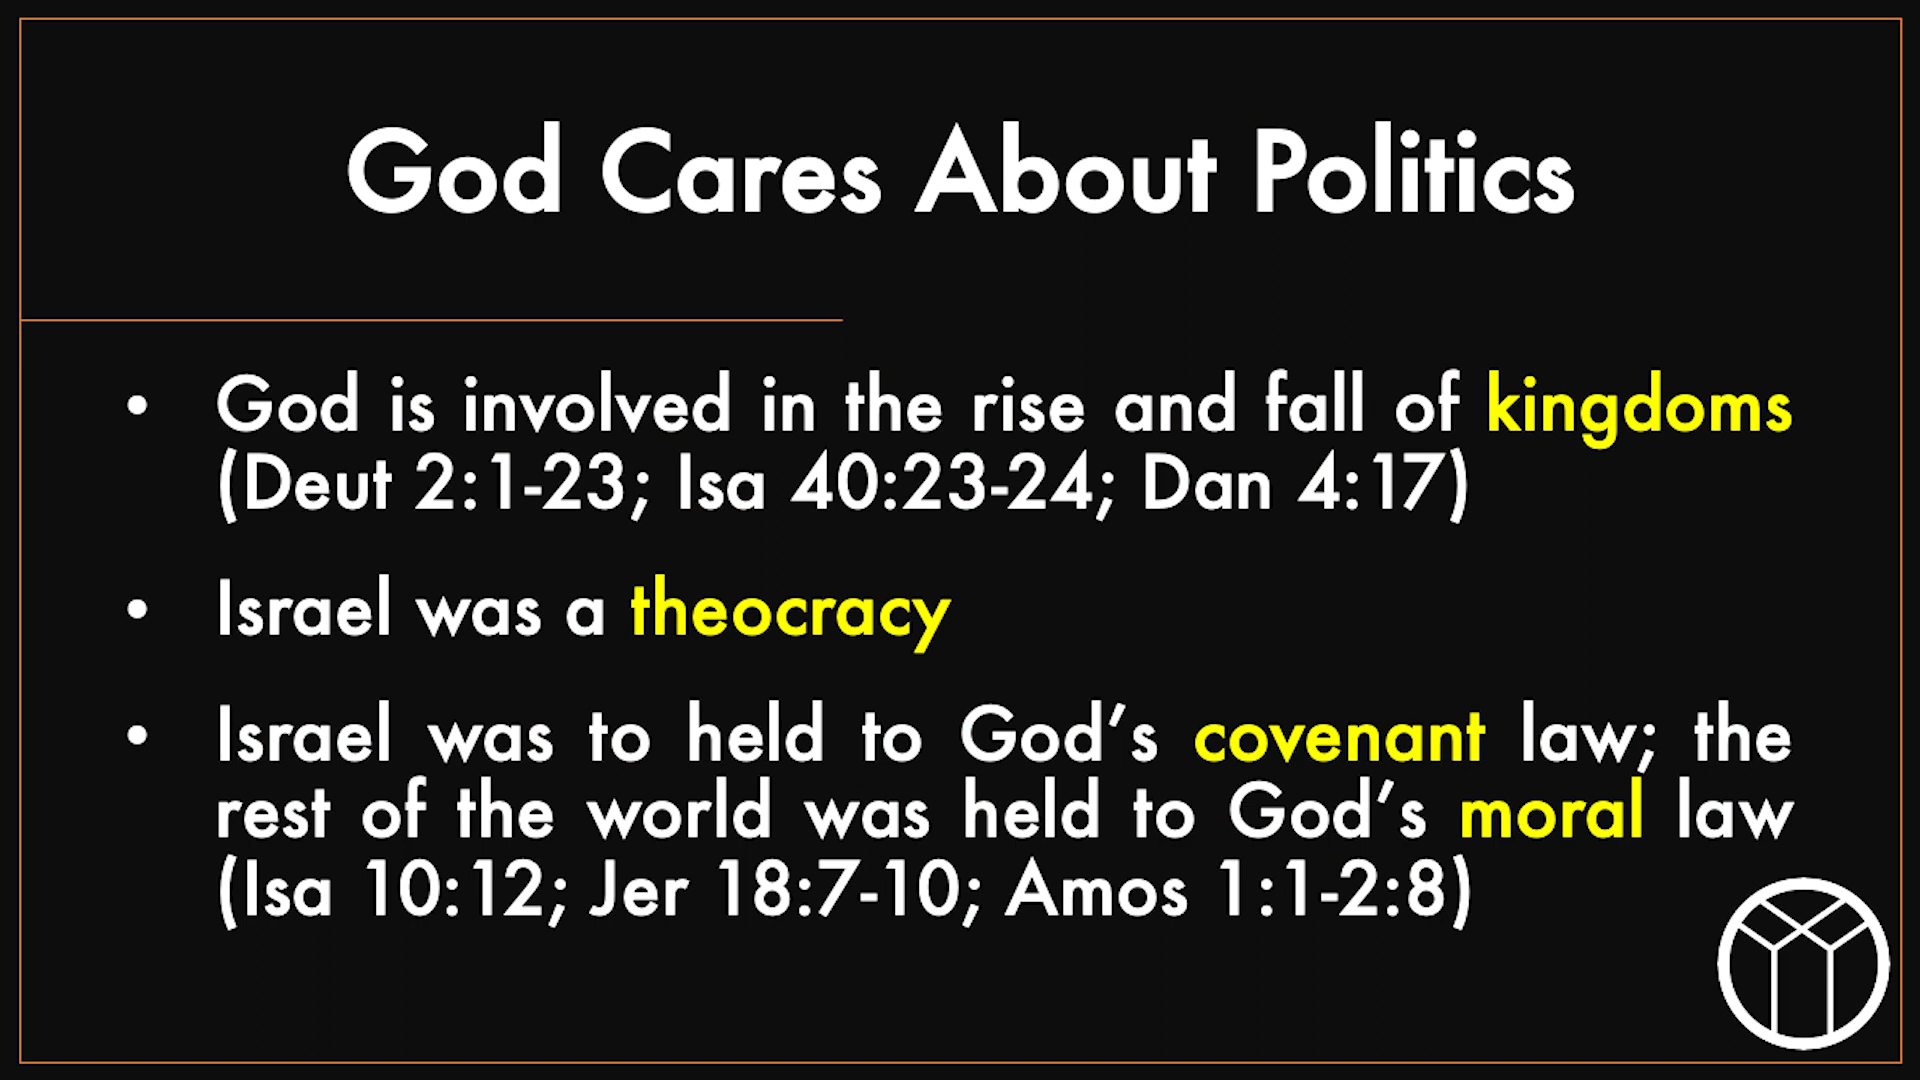 God Cares About Politics
• God is involved in the rise and fall of kingdoms
(Deut 2:1-23; Isa 40:23-24; Dan 4:17)
• Israel was a theocracy
• Israel was to held to God’s covenant law; the
rest of the world was held to God’s moral law
(Isa 10:12; Jer 18:7-10; Amos 1:1-2:8)